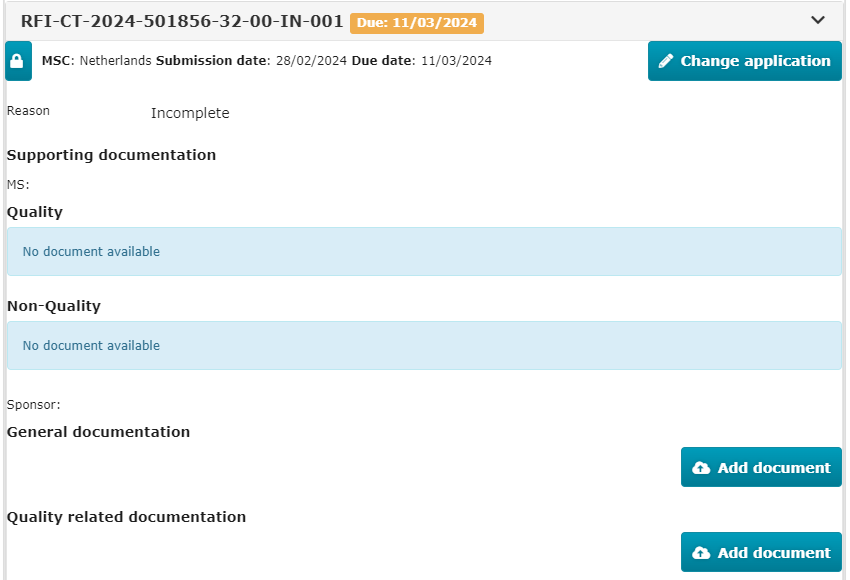 RFI-CT-2024-501856-32-00-IN-001 Due: 11/03/2024
MSC: Netherlands Submission date: 28/02/2024 Due date: 11/03/2024 Change application
Reason Incomplete
Supporting documentation
MS:
Quality
No document available
Non-Quality
No document available
Sponsor:
General documentation
Add document
Quality related documentation
Add document